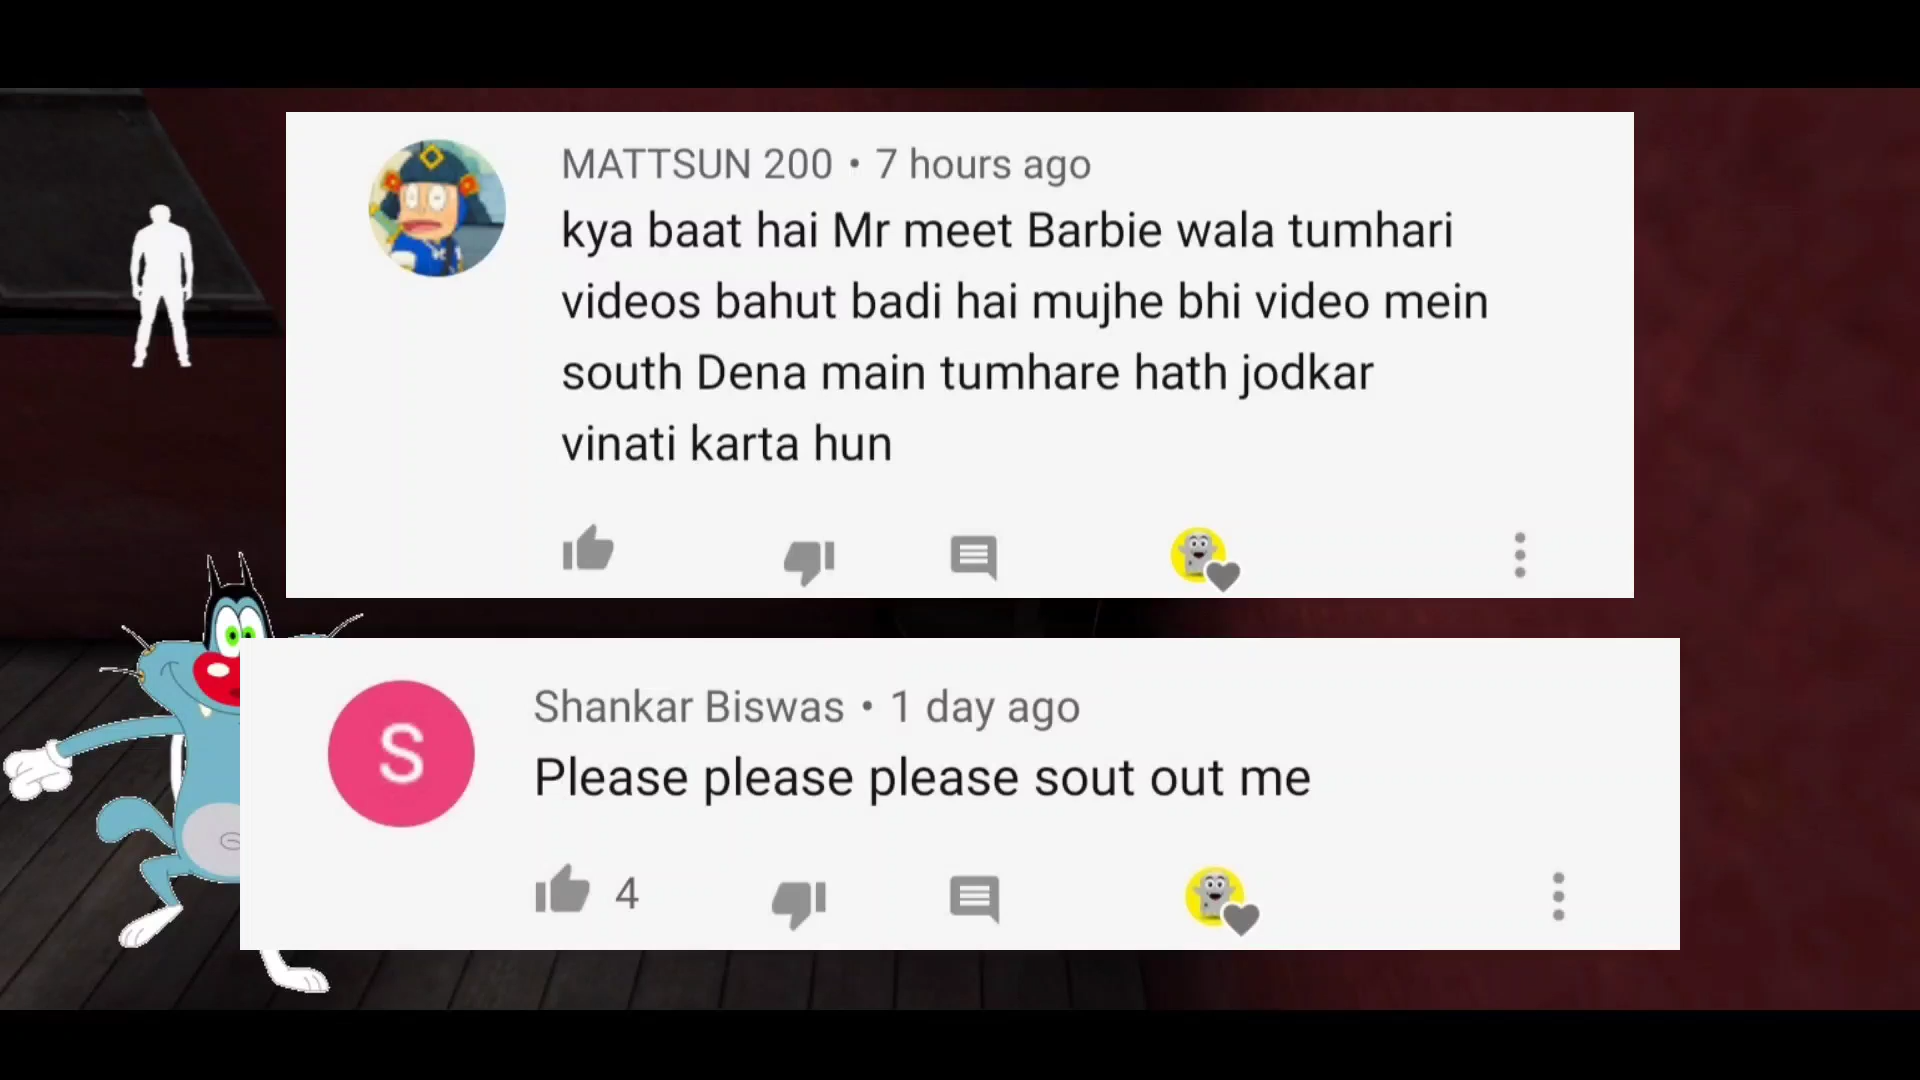 MATTSUN 200 • 7 hours ago
kya baat hai Mr meet Barbie wala tumhari
videos bahut badi hai mujhe bhi video mein
south Dena main tumhare hath jodkar
vinati karta hun
S
Shankar Biswas • 1 day ago
Please please please sout out me
4